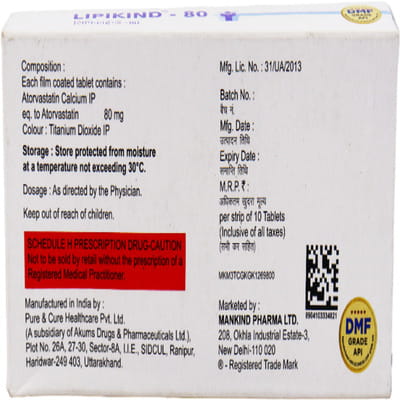 LIPIKIND® - 80
DMF
GRADE
API
Composition :
Each film coated tablet contains :
Atorvastatin Calcium IP
eq. to Atorvastatin 80 mg
Colour : Titanium Dioxide IP
Storage : Store protected from moisture
at a temperature not exceeding 30°C.
Dosage : As directed by the Physician.
Keep out of reach of children.
SCHEDULE H PRESCRIPTION DRUG-CAUTION
Not to be sold by retail without the prescription of a
Registered Medical Practitioner.
Manufactured in India by :
Pure & Cure Healthcare Pvt. Ltd.
(A subsidiary of Akums Drugs & Pharmaceuticals Ltd.),
Plot No. 26A, 27-30, Sector-8A, I.I.E., SIDCUL, Ranipur,
Haridwar-249 403, Uttarakhand.
Mfg. Lic. No. : 31/UA/2013
Batch No. :
बैच नं.
Mfg. Date :
उत्पादन तिथि
Expiry Date :
समाप्ति तिथि
M.R.P. ₹ :
अधिकतम खुदरा मूल्य
per strip of 10 Tablets
(Inclusive of all taxes)
(सभी कर सहित)
MKM3TCGKGK1269800
8904103334821
Marketed by :
MANKIND PHARMA LTD.
208, Okhla Industrial Estate-3,
New Delhi-110 020
® - Registered Trade Mark
DMF
GRADE
API